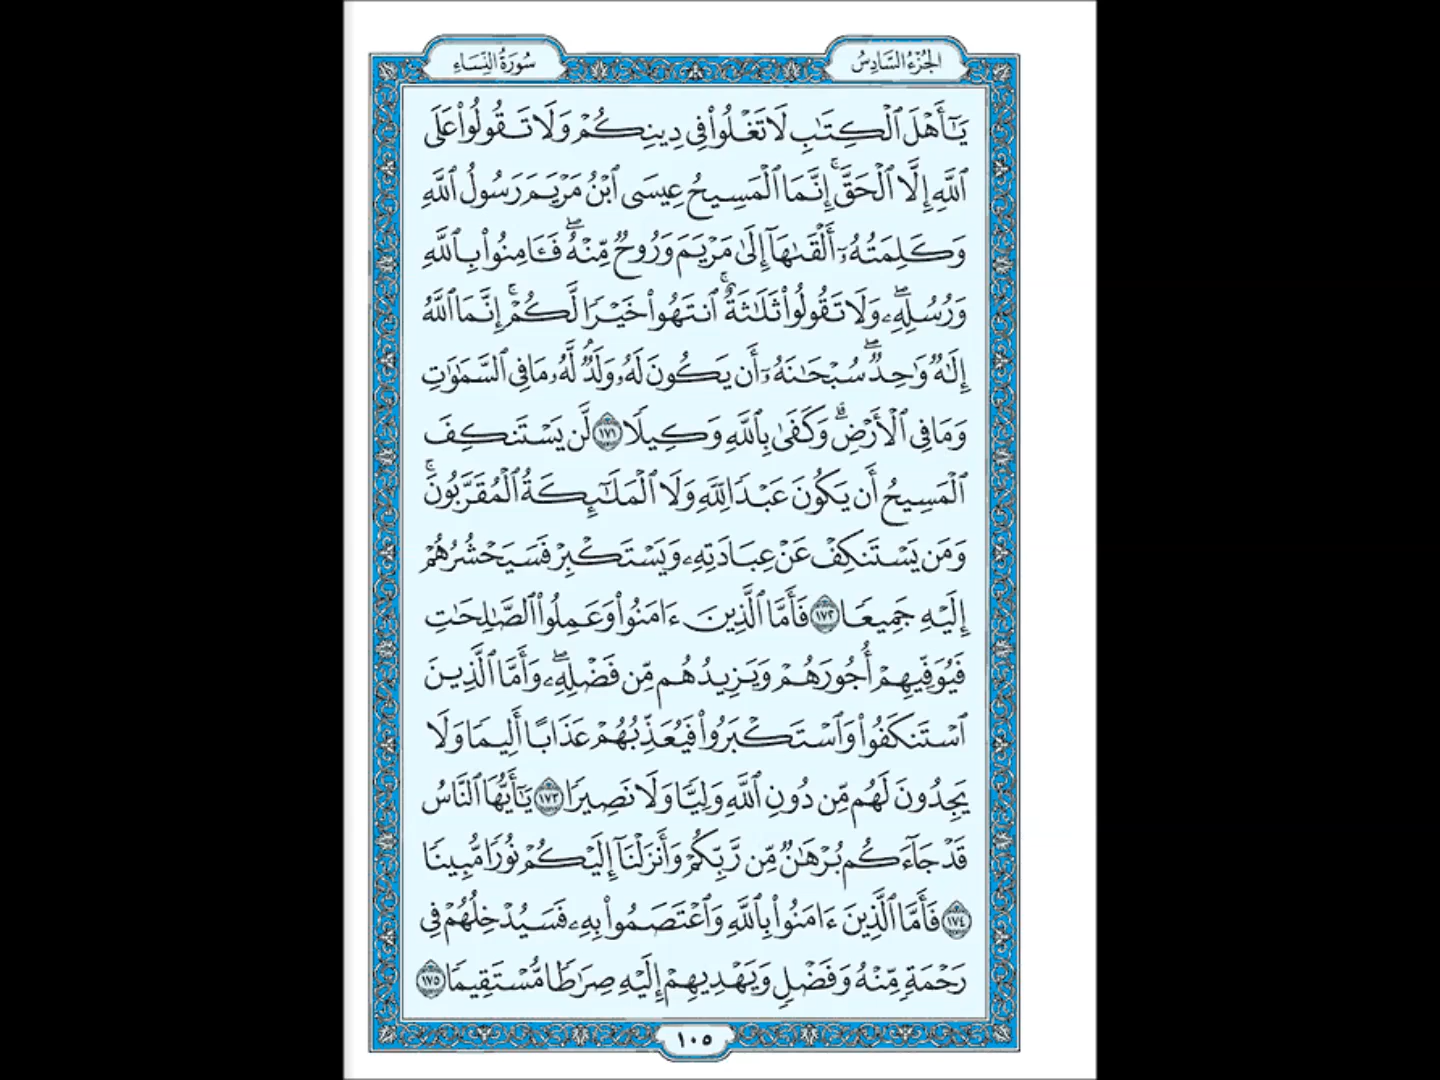 الجزء السادس
سورة النساء
يَٰٓأَهۡلَ ٱلۡكِتَٰبِ لَا تَغۡلُواْ فِي دِينِكُمۡ وَلَا تَقُولُواْ عَلَى
ٱللَّهِ إِلَّا ٱلۡحَقَّۚ إِنَّمَا ٱلۡمَسِيحُ عِيسَى ٱبۡنُ مَرۡيَمَ رَسُولُ ٱللَّهِ
وَكَلِمَتُهُۥٓ أَلۡقَىٰهَآ إِلَىٰ مَرۡيَمَ وَرُوحٞ مِّنۡهُۖ فَـَٔامِنُواْ بِٱللَّهِ
وَرُسُلِهِۦۖ وَلَا تَقُولُواْ ثَلَٰثَةٌۚ ٱنتَهُواْ خَيۡرٗا لَّكُمۡۚ إِنَّمَا ٱللَّهُ
إِلَٰهٞ وَٰحِدٞۖ سُبۡحَٰنَهُۥٓ أَن يَكُونَ لَهُۥ وَلَدٞۘ لَّهُۥ مَا فِي ٱلسَّمَٰوَٰتِ
وَمَا فِي ٱلۡأَرۡضِۗ وَكَفَىٰ بِٱللَّهِ وَكِيلٗا ١٧١ لَّن يَسۡتَنكِفَ
ٱلۡمَسِيحُ أَن يَكُونَ عَبۡدٗا لِّلَّهِ وَلَا ٱلۡمَلَٰٓئِكَةُ ٱلۡمُقَرَّبُونَۚ
وَمَن يَسۡتَنكِفۡ عَنۡ عِبَادَتِهِۦ وَيَسۡتَكۡبِرۡ فَسَيَحۡشُرُهُمۡ
إِلَيۡهِ جَمِيعٗا ١٧٢ فَأَمَّا ٱلَّذِينَ ءَامَنُواْ وَعَمِلُواْ ٱلصَّٰلِحَٰتِ
فَيُوَفِّيهِمۡ أُجُورَهُمۡ وَيَزِيدُهُم مِّن فَضۡلِهِۦۖ وَأَمَّا ٱلَّذِينَ
ٱسۡتَنكَفُواْ وَٱسۡتَكۡبَرُواْ فَيُعَذِّبُهُمۡ عَذَابًا أَلِيمٗا وَلَا
يَجِدُونَ لَهُم مِّن دُونِ ٱللَّهِ وَلِيّٗا وَلَا نَصِيرٗا ١٧٣ يَٰٓأَيُّهَا ٱلنَّاسُ
قَدۡ جَآءَكُم بُرۡهَٰنٞ مِّن رَّبِّكُمۡ وَأَنزَلۡنَآ إِلَيۡكُمۡ نُورٗا مُّبِينٗا
١٧٤ فَأَمَّا ٱلَّذِينَ ءَامَنُواْ بِٱللَّهِ وَٱعۡتَصَمُواْ بِهِۦ فَسَيُدۡخِلُهُمۡ فِي
رَحۡمَةٖ مِّنۡهُ وَفَضۡلٖ وَيَهۡدِيهِمۡ إِلَيۡهِ صِرَٰطٗا مُّسۡتَقِيمٗا ١٧٥
١٠٥